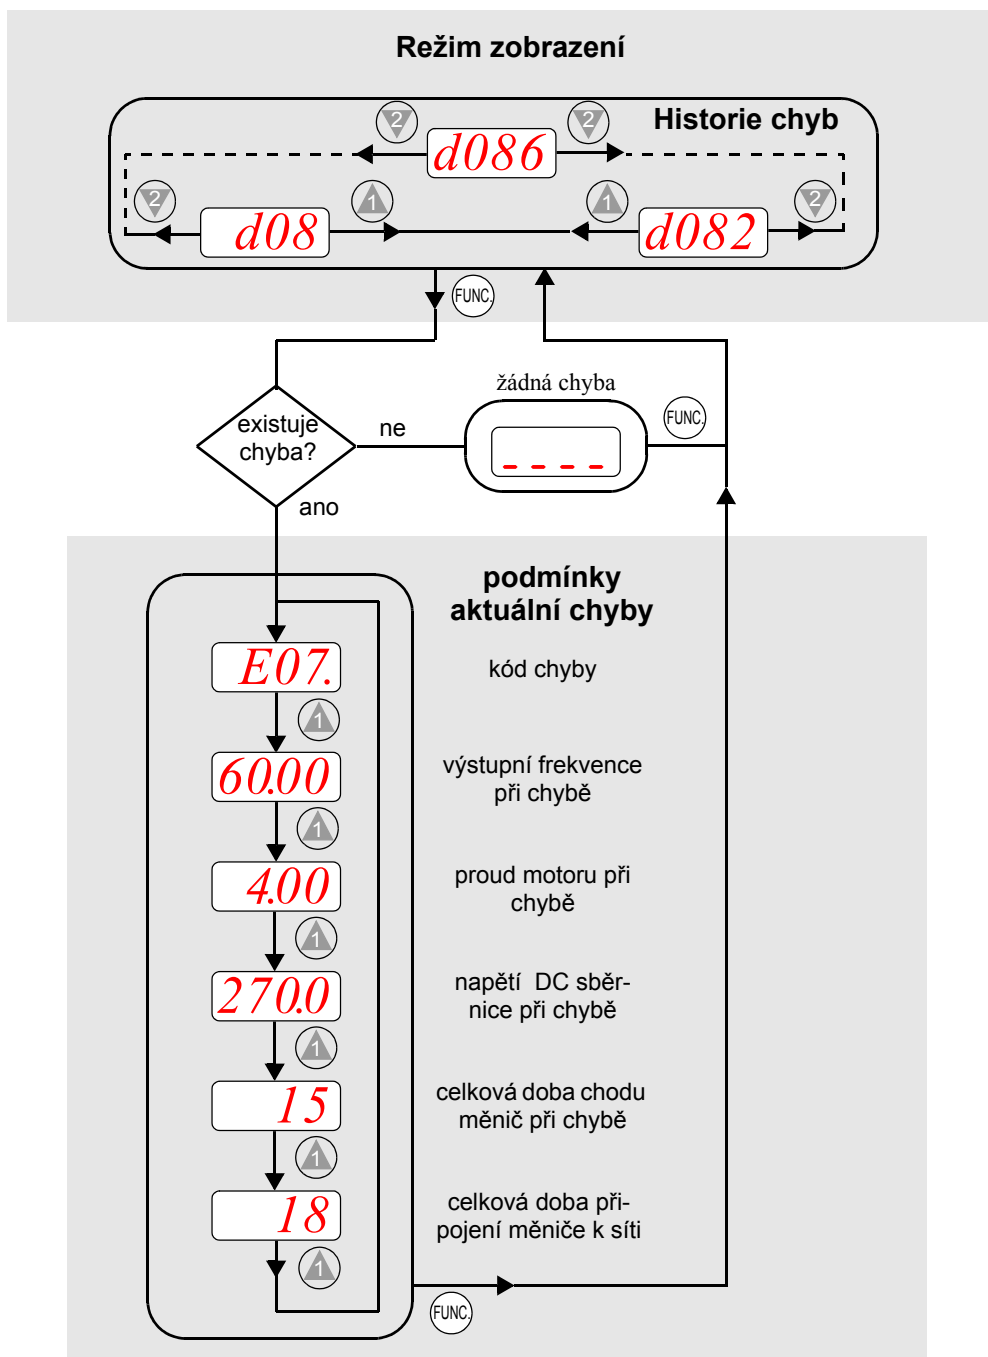 Režim zobrazení
Historie chyb
2
2
d086
2
1
1
2
d08
d082
FUNC.
žádná chyba
existuje
chyba?
ne
FUNC.
_ _ _ _
ano
podmínky
aktuální chyby
E07.
kód chyby
1
60.00
výstupní frekvence
při chybě
1
4.00
proud motoru při
chybě
1
270.0
napětí DC sběr-
nice při chybě
1
15
celková doba chodu
měnič při chybě
1
18
celková doba při-
pojení měniče k síti
1
FUNC.